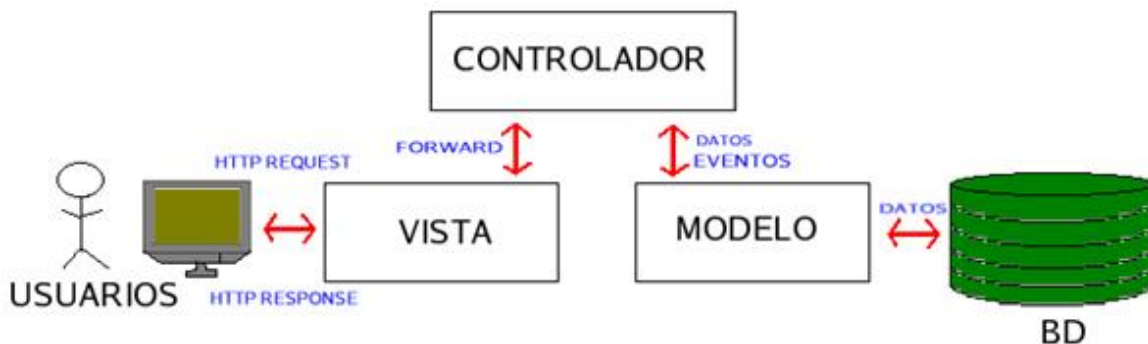 CONTROLADOR
FORWARD
DATOS
EVENTOS
HTTP REQUEST
VISTA
MODELO
DATOS
USUARIOS
HTTP RESPONSE
BD